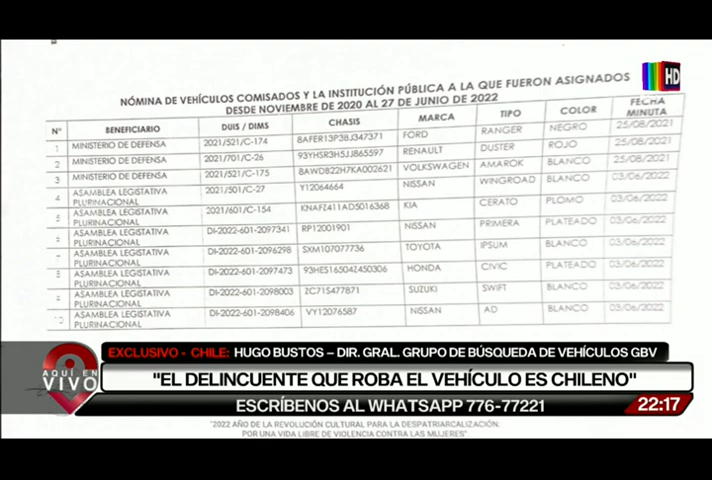 HD
NÓMINA DE VEHÍCULOS COMISADOS Y LA INSTITUCIÓN PÚBLICA A LA QUE FUERON ASIGNADOS
DESDE NOVIEMBRE DE 2020 AL 27 DE JUNIO DE 2022
N° BENEFICIARIO DUIS / DIMS CHASIS MARCA TIPO COLOR FECHA MINUTA
1 MINISTERIO DE DEFENSA 2021/521/C-174 8AFER13P3BJ347371 FORD RANGER NEGRO 25/08/2021
2 MINISTERIO DE DEFENSA 2021/701/C-26 93YHSR3H5JJ865597 RENAULT DUSTER ROJO 25/08/2021
3 MINISTERIO DE DEFENSA 2021/521/C-175 8AWDB22H7KA002621 VOLKSWAGEN AMAROK BLANCO 25/08/2021
4 ASAMBLEA LEGISLATIVA PLURINACIONAL 2021/501/C-27 Y12064664 NISSAN WINGROAD BLANCO 03/06/2022
5 ASAMBLEA LEGISLATIVA PLURINACIONAL 2021/601/C-154 KNAFZ411AD5016368 KIA CERATO PLOMO 03/06/2022
6 ASAMBLEA LEGISLATIVA PLURINACIONAL DI-2022-601-2097341 RP12001901 NISSAN PRIMERA PLATEADO 03/06/2022
7 ASAMBLEA LEGISLATIVA PLURINACIONAL DI-2022-601-2096298 SXM107077736 TOYOTA IPSUM BLANCO 03/06/2022
8 ASAMBLEA LEGISLATIVA PLURINACIONAL DI-2022-601-2097473 93HES16504Z450306 HONDA CIVIC PLATEADO 03/06/2022
9 ASAMBLEA LEGISLATIVA PLURINACIONAL DI-2022-601-2098003 ZC71S477871 SUZUKI SWIFT BLANCO 03/06/2022
10 ASAMBLEA LEGISLATIVA PLURINACIONAL DI-2022-601-2098406 VY12076587 NISSAN AD BLANCO 03/06/2022
AQUÍ EN
VIVO
EXCLUSIVO - CHILE: HUGO BUSTOS – DIR. GRAL. GRUPO DE BÚSQUEDA DE VEHÍCULOS GBV
"EL DELINCUENTE QUE ROBA EL VEHÍCULO ES CHILENO"
ESCRÍBENOS AL WHATSAPP 776-77221
22:17
"2022 AÑO DE LA REVOLUCIÓN CULTURAL PARA LA DESPATRIARCALIZACIÓN:
POR UNA VIDA LIBRE DE VIOLENCIA CONTRA LAS MUJERES"